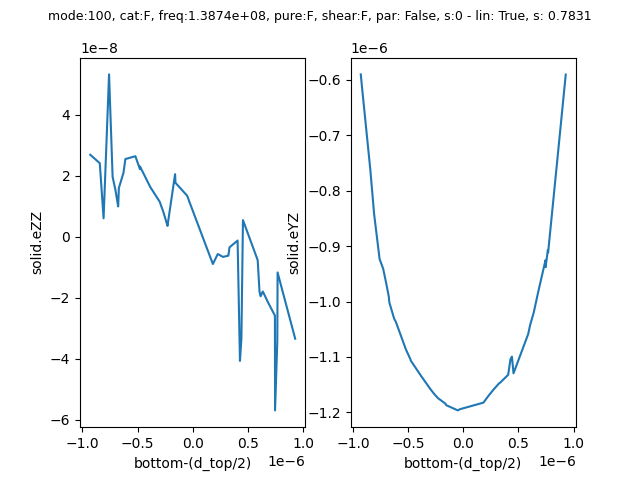 mode:100, cat:F, freq:1.3874e+08, pure:F, shear:F, par: False, s:0 - lin: True, s: 0.7831
1e−8
4
2
0
−2
−4
−6
solid.eZZ
−1.0
−0.5
0.0
0.5
1.0
bottom-(d_top/2)
1e−6
1e−6
−0.6
−0.7
−0.8
−0.9
−1.0
−1.1
−1.2
solid.eYZ
−1.0
−0.5
0.0
0.5
1.0
bottom-(d_top/2)
1e−6